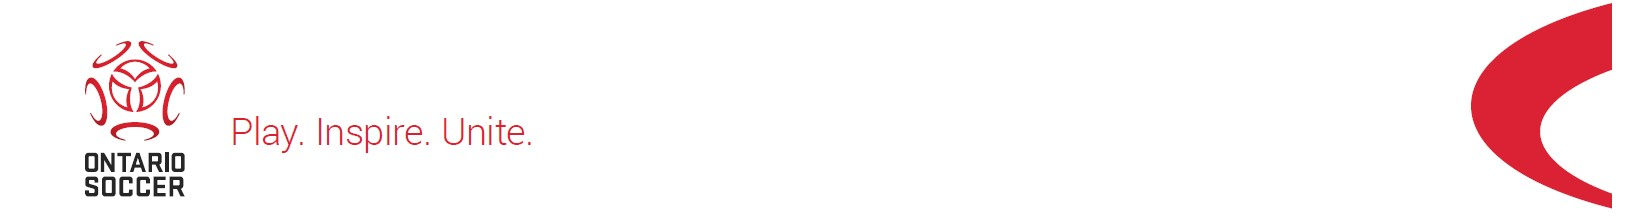 Play. Inspire. Unite.
ONTARIO
SOCCER